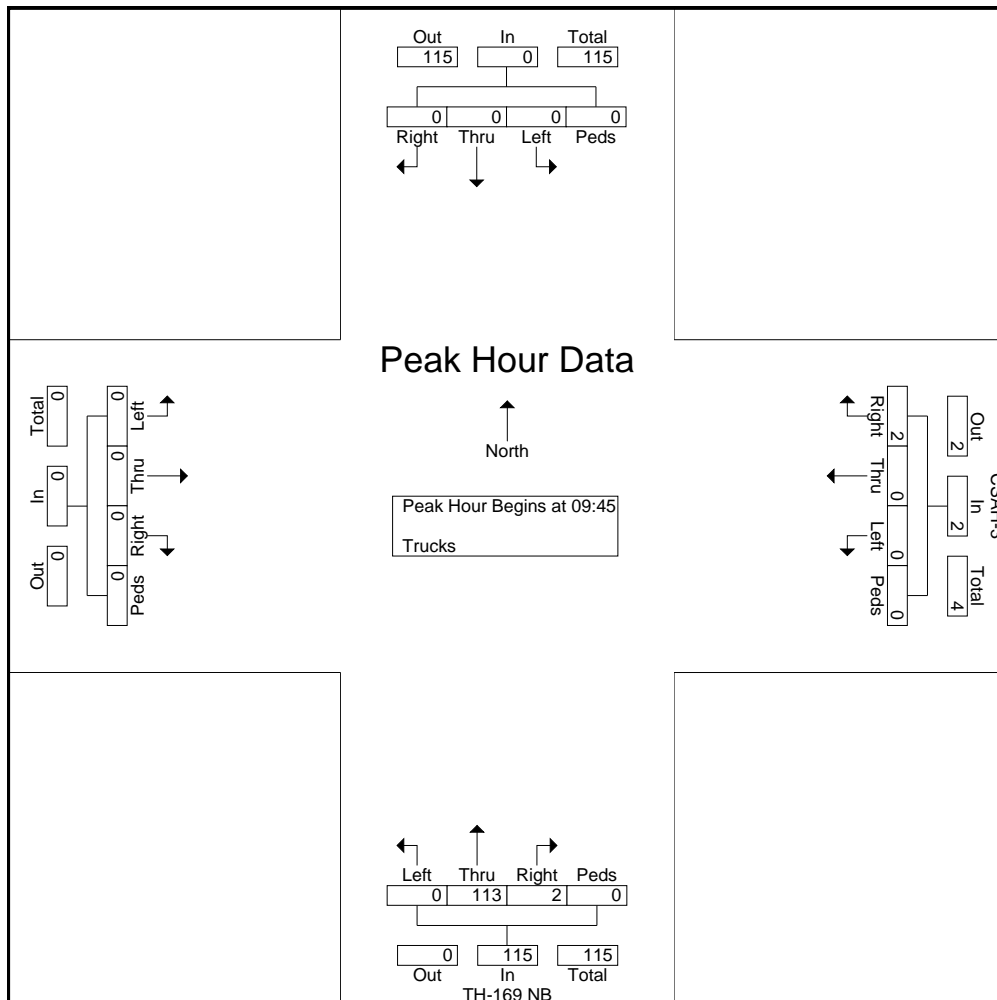 Out In Total
115 0 115
0 0 0 0
Right Thru Left Peds
Peak Hour Data
North
Peak Hour Begins at 09:45
Trucks
Left Thru Right Peds
0 0 0 0
Total In Out
0 0 0
Right Thru Left Peds
2 0 0 0
Out In Total
2 2 4
Left Thru Right Peds
0 113 2 0
0 115 115
Out In Total
TH-169 NB